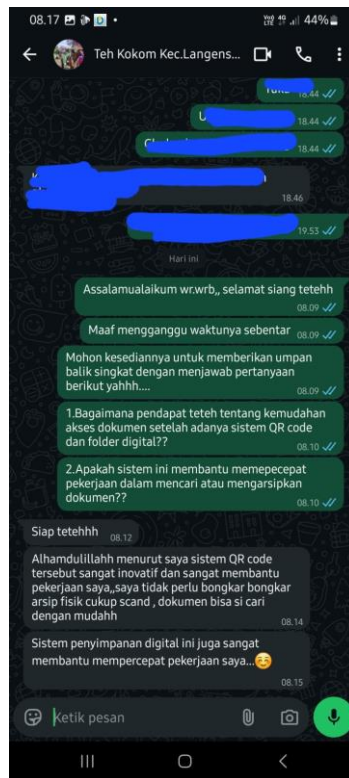 08.17
44%
Teh Kokom Kec.Langens...
18.44
U
18.44
18.44
18.46
19.53
Hari ini
Assalamualaikum wr.wrb,, selamat siang tetehh
08.09
Maaf mengganggu waktunya sebentar 08.09
Mohon kesediannya untuk memberikan umpan
balik singkat dengan menjawab pertanyaan
berikut yahhh....
08.09
1.Bagaimana pendapat teteh tentang kemudahan
akses dokumen setelah adanya sistem QR code
dan folder digital??
08.10
2.Apakah sistem ini membantu memepecepat
pekerjaan dalam mencari atau mengarsipkan
dokumen??
08.10
Siap tetehhh 08.12
Alhamdulillahh menurut saya sistem QR code
tersebut sangat inovatif dan sangat membantu
pekerjaan saya,,saya tidak perlu bongkar bongkar
arsip fisik cukup scand , dokumen bisa si cari
dengan mudahh
08.14
Sistem penyimpanan digital ini juga sangat
membantu mempercepat pekerjaan saya...☺️
08.15
Ketik pesan